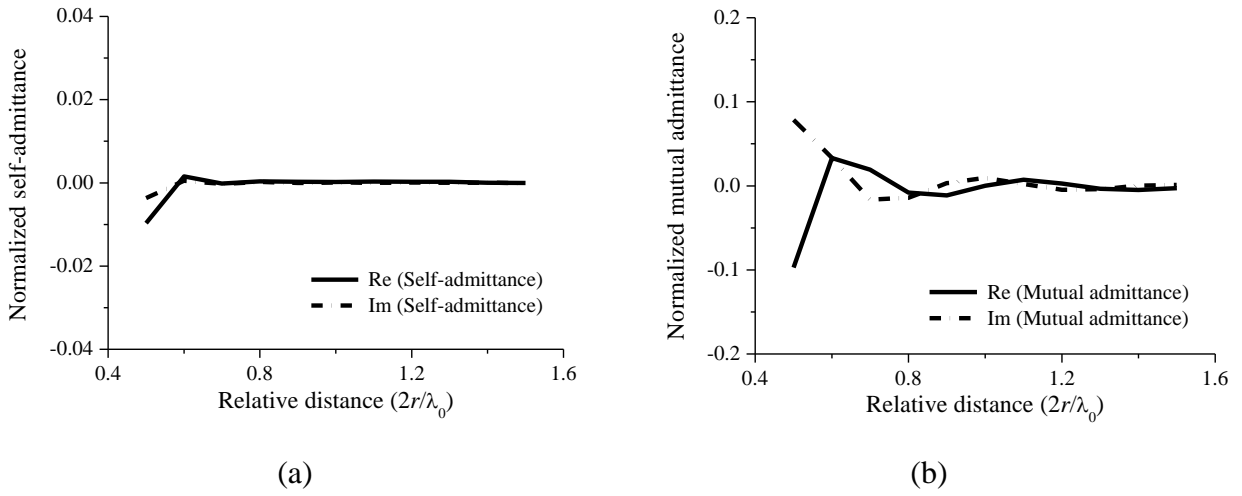 0.04
0.02
0.00
-0.02
-0.04
Normalized self-admittance
Re (Self-admittance)
Im (Self-admittance)
0.4 0.8 1.2 1.6
Relative distance (2r/λ0)
(a)
0.2
0.1
0.0
-0.1
-0.2
Normalized mutual admittance
Re (Mutual admittance)
Im (Mutual admittance)
0.4 0.8 1.2 1.6
Relative distance (2r/λ0)
(b)